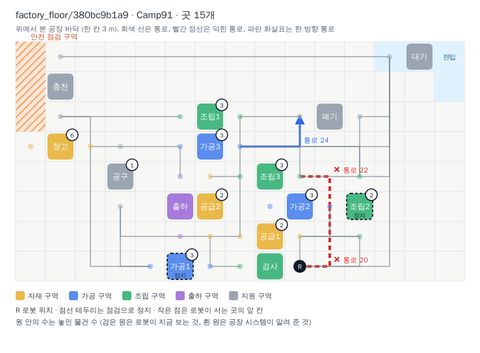 factory_floor/380cbc9b1a9 · Camp91 · 곳 15개
위에서 본 공장 바닥 (한 칸 3 m). 회색 선은 통로, 빨간 점선은 막힌 통로, 파란 화살표는 한 방향 통로
안전 점검 구역
대기
진입
충전
조립1
3
폐기
통로 24
창고
6
가공3
3
공구
1
조립3
3
통로 22
출하
공급2
2
가공2
3
조립2
2
정지
공급1
2
가공1
3
정지
검사
R
통로 20
자재 구역
가공 구역
조립 구역
출하 구역
지원 구역
R 로봇 위치 · 점선 테두리는 점검으로 정지 · 작은 점은 로봇이 서는 곳의 앞 칸
원 안의 수는 놓인 물건 수 (검은 원은 로봇이 지금 보는 것, 흰 원은 공장 시스템이 알려 준 것)